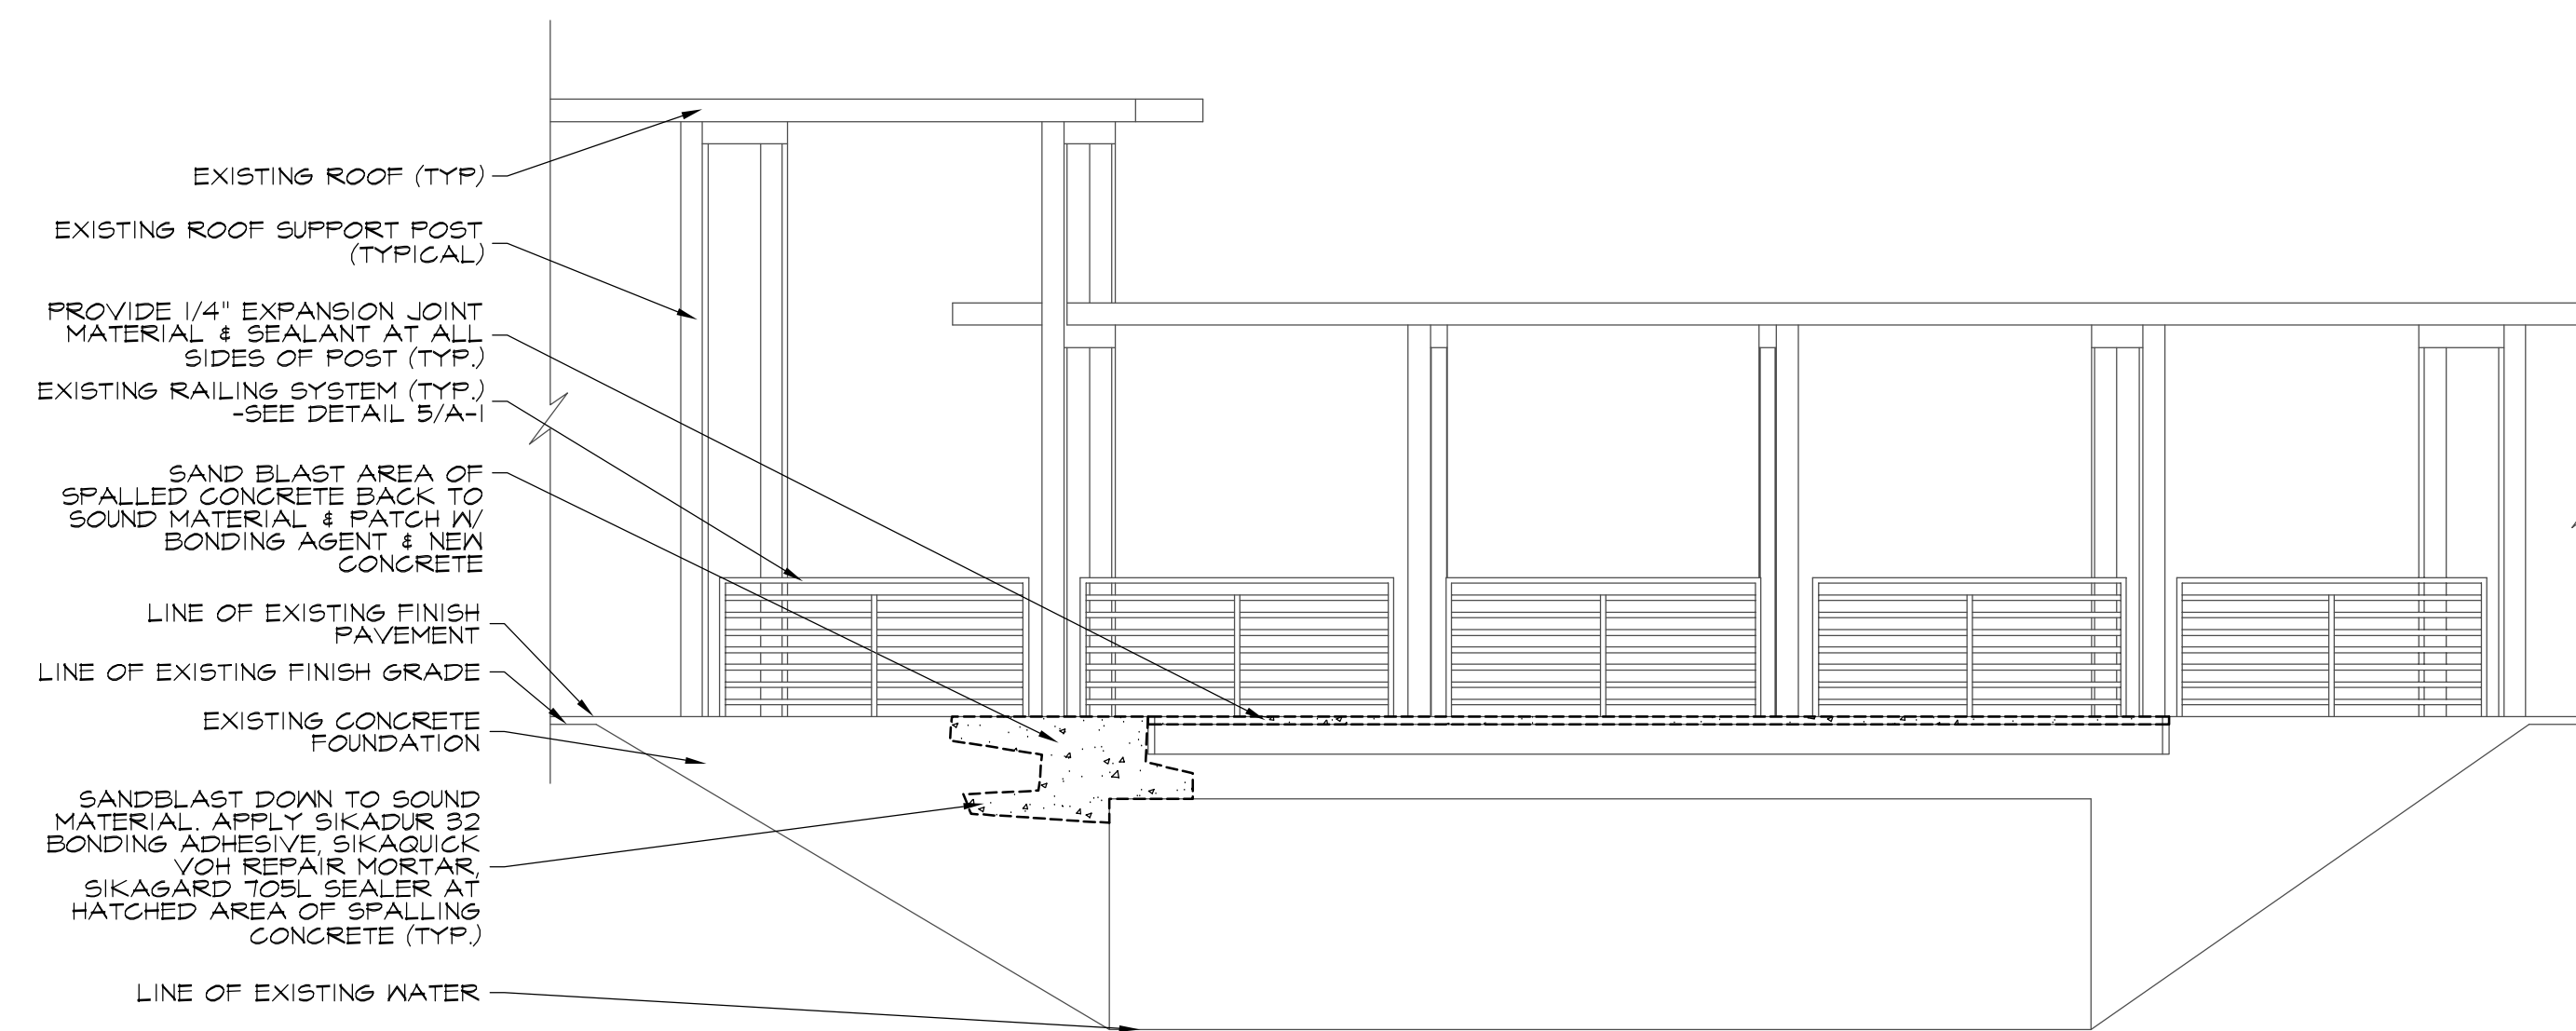 EXISTING ROOF (TYP)
EXISTING ROOF SUPPORT POST
(TYPICAL)
PROVIDE 1/4" EXPANSION JOINT
MATERIAL & SEALANT AT ALL
SIDES OF POST (TYP.)
EXISTING RAILING SYSTEM (TYP.)
-SEE DETAIL 5/A-1
SAND BLAST AREA OF
SPALLED CONCRETE BACK TO
SOUND MATERIAL & PATCH W/
BONDING AGENT & NEW
CONCRETE
LINE OF EXISTING FINISH
PAVEMENT
LINE OF EXISTING FINISH GRADE
EXISTING CONCRETE
FOUNDATION
SANDBLAST DOWN TO SOUND
MATERIAL. APPLY SIKADUR 32
BONDING ADHESIVE, SIKAQUICK
VOH REPAIR MORTAR,
SIKAGARD 705L SEALER AT
HATCHED AREA OF SPALLING
CONCRETE (TYP.)
LINE OF EXISTING WATER